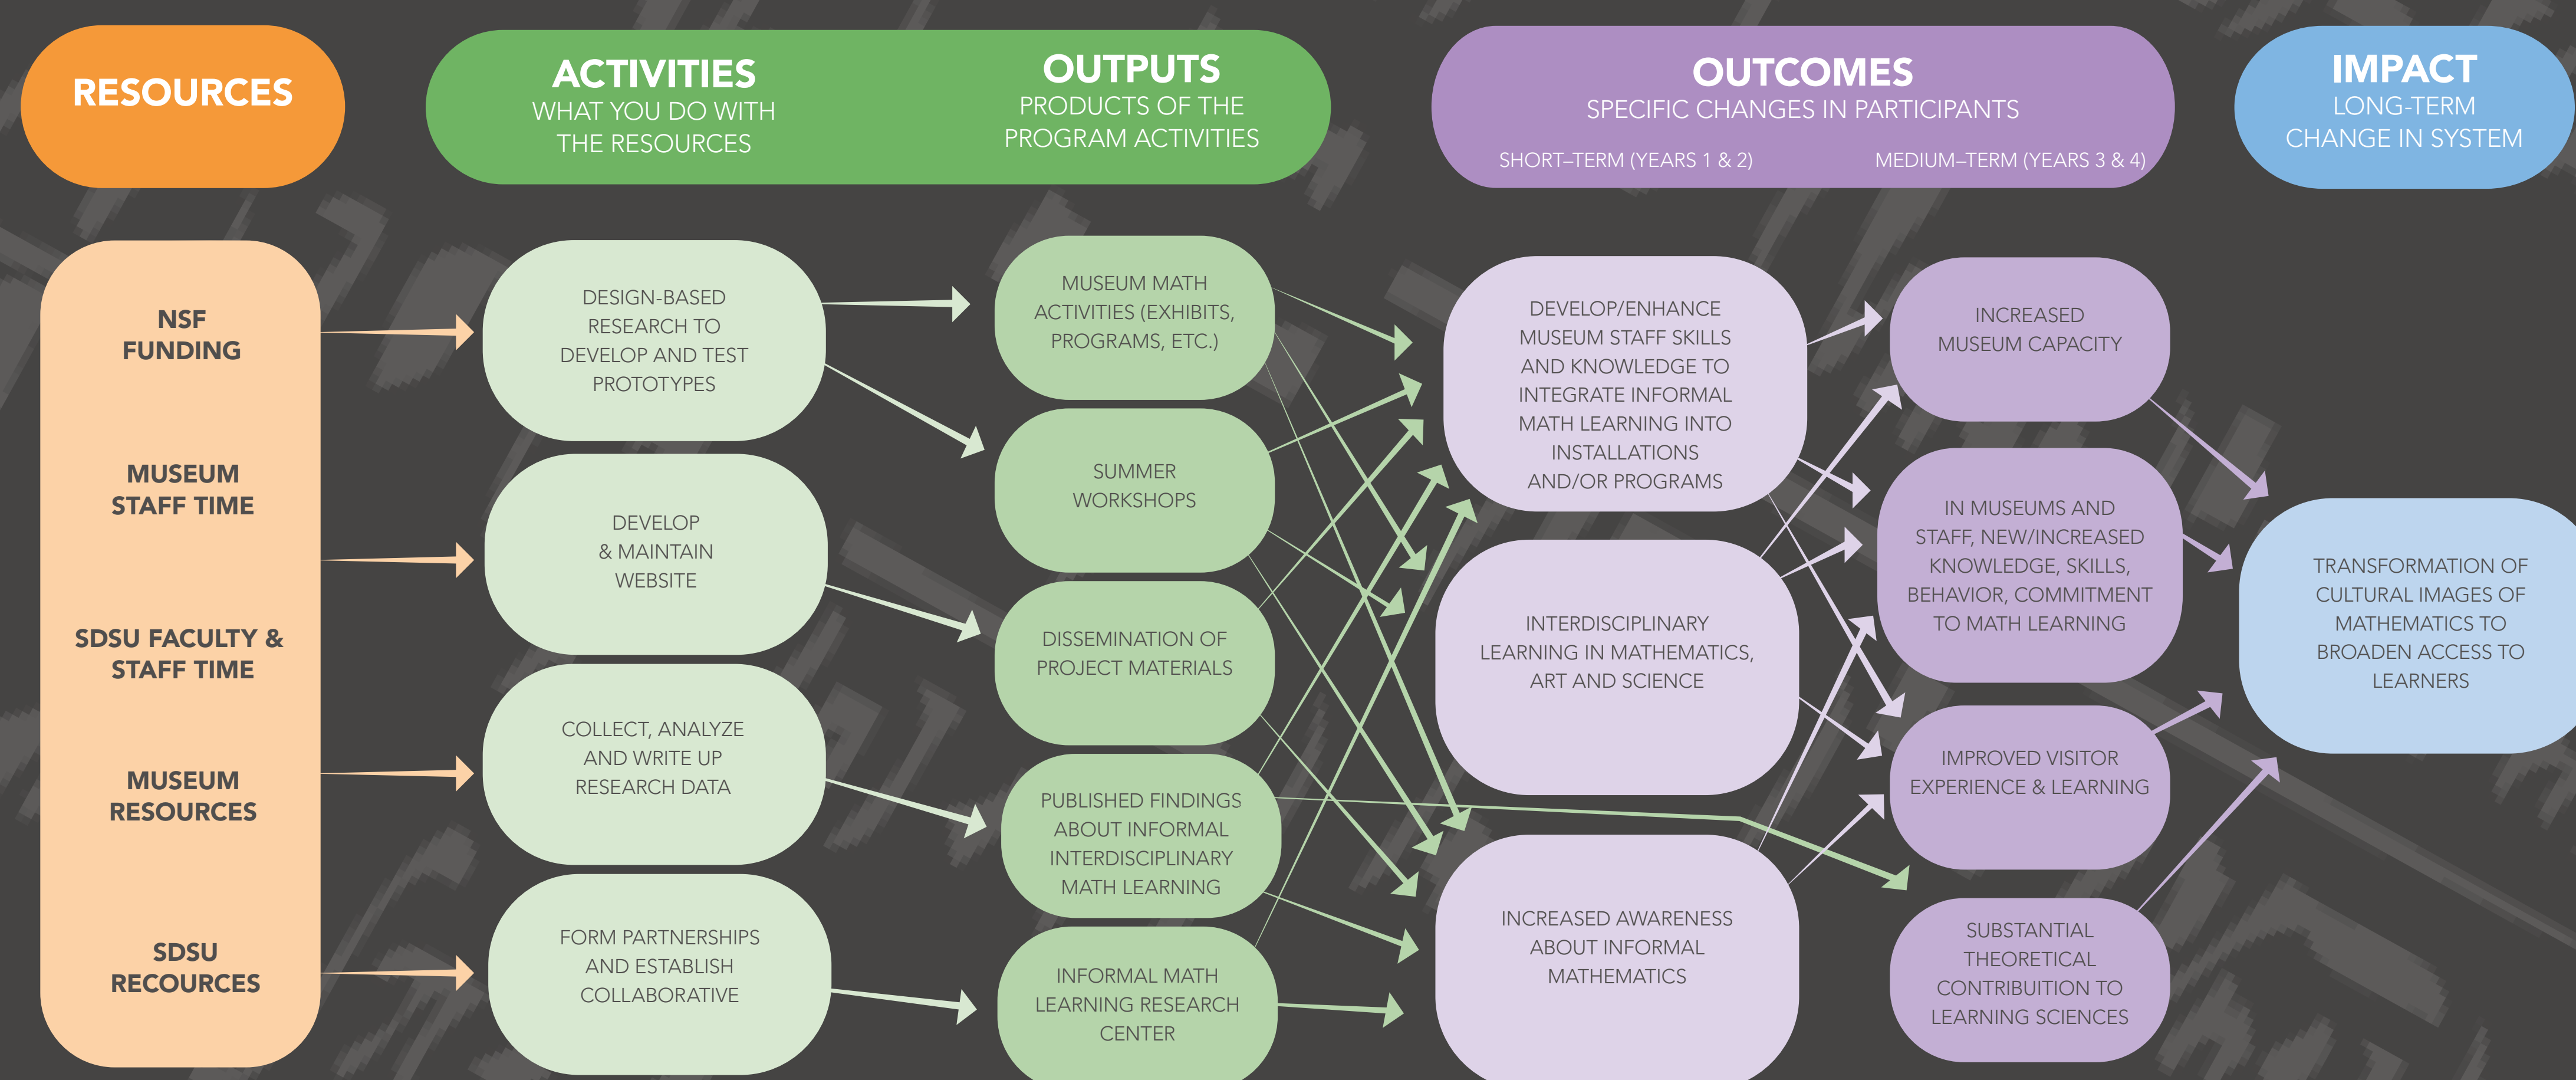 RESOURCES
ACTIVITIES
WHAT YOU DO WITH
THE RESOURCES
OUTPUTS
PRODUCTS OF THE
PROGRAM ACTIVITIES
OUTCOMES
SPECIFIC CHANGES IN PARTICIPANTS
SHORT–TERM (YEARS 1 & 2)
MEDIUM–TERM (YEARS 3 & 4)
IMPACT
LONG-TERM
CHANGE IN SYSTEM
NSF
FUNDING
MUSEUM
STAFF TIME
SDSU FACULTY &
STAFF TIME
MUSEUM
RESOURCES
SDSU
RECOURCES
DESIGN-BASED
RESEARCH TO
DEVELOP AND TEST
PROTOTYPES
DEVELOP
& MAINTAIN
WEBSITE
COLLECT, ANALYZE
AND WRITE UP
RESEARCH DATA
FORM PARTNERSHIPS
AND ESTABLISH
COLLABORATIVE
MUSEUM MATH
ACTIVITIES (EXHIBITS,
PROGRAMS, ETC.)
SUMMER
WORKSHOPS
DISSEMINATION OF
PROJECT MATERIALS
PUBLISHED FINDINGS
ABOUT INFORMAL
INTERDISCIPLINARY
MATH LEARNING
INFORMAL MATH
LEARNING RESEARCH
CENTER
DEVELOP/ENHANCE
MUSEUM STAFF SKILLS
AND KNOWLEDGE TO
INTEGRATE INFORMAL
MATH LEARNING INTO
INSTALLATIONS
AND/OR PROGRAMS
INTERDISCIPLINARY
LEARNING IN MATHEMATICS,
ART AND SCIENCE
INCREASED AWARENESS
ABOUT INFORMAL
MATHEMATICS
INCREASED
MUSEUM CAPACITY
IN MUSEUMS AND
STAFF, NEW/INCREASED
KNOWLEDGE, SKILLS,
BEHAVIOR, COMMITMENT
TO MATH LEARNING
IMPROVED VISITOR
EXPERIENCE & LEARNING
SUBSTANTIAL
THEORETICAL
CONTRIBUITION TO
LEARNING SCIENCES
TRANSFORMATION OF
CULTURAL IMAGES OF
MATHEMATICS TO
BROADEN ACCESS TO
LEARNERS